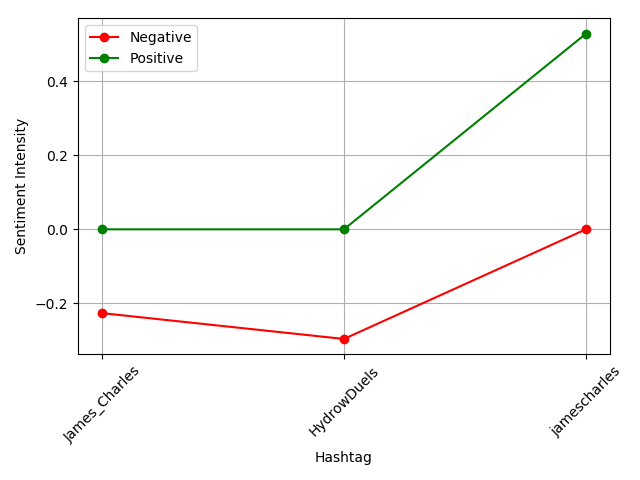 Negative
Positive
Sentiment Intensity
0.4
0.2
0.0
−0.2
James_Charles
HydrowDuels
jamescharles
Hashtag